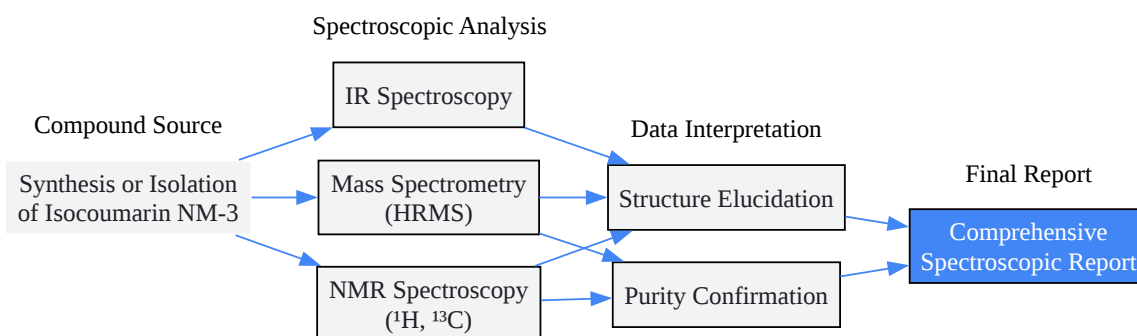 Spectroscopic Analysis
IR Spectroscopy
Compound Source
Data Interpretation
Synthesis or Isolation
of Isocoumarin NM-3
Mass Spectrometry
(HRMS)
Structure Elucidation
Final Report
Comprehensive
Spectroscopic Report
NMR Spectroscopy
(¹H, ¹³C)
Purity Confirmation